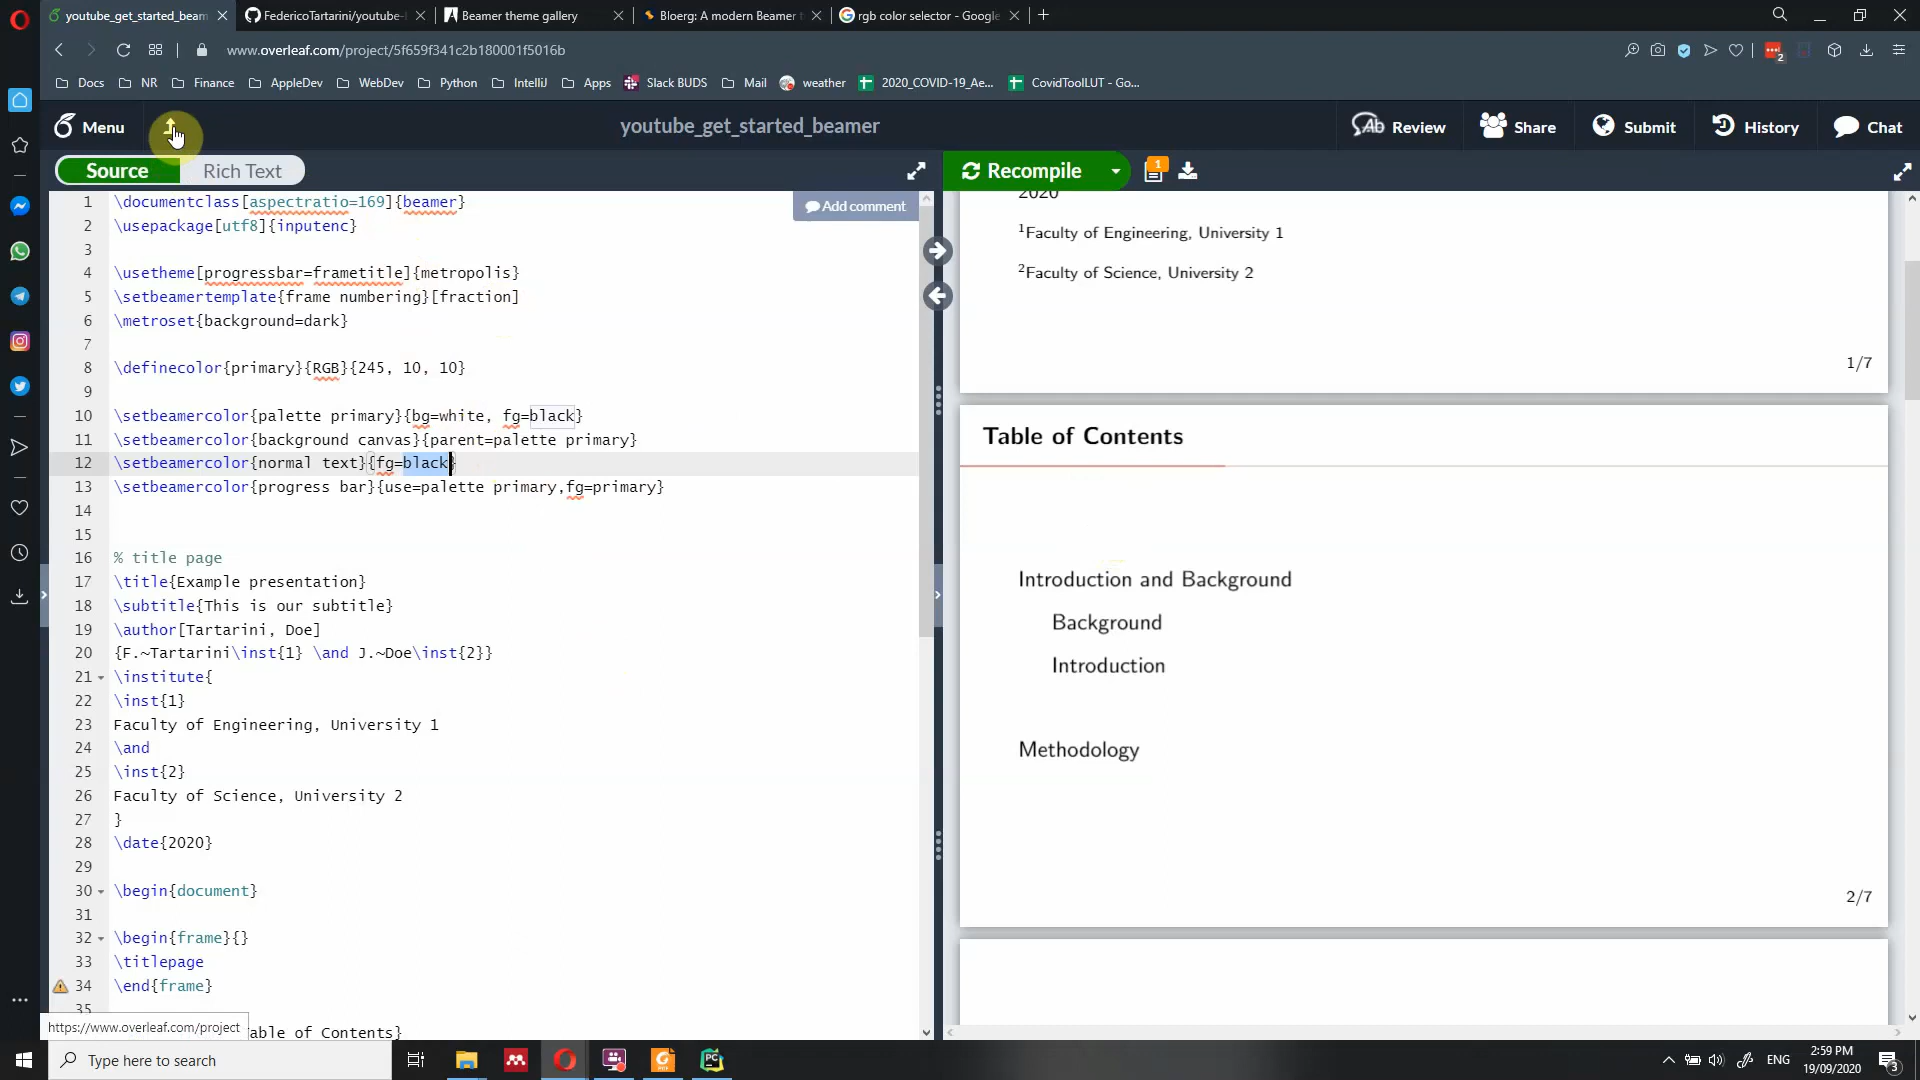 youtube_get_started_beam
FedericoTartarini/youtube-
Beamer theme gallery
Bloerg: A modern Beamer t
rgb color selector - Google
www.overleaf.com/project/5f659f341c2b180001f5016b
2
Docs
NR
Finance
AppleDev
WebDev
Python
IntelliJ
Apps
Slack BUDS
Mail
weather
2020_COVID-19_Ae...
CovidToolLUT - Go...
Menu
youtube_get_started_beamer
Ab Review
Share
Submit
History
Chat
Source
Rich Text
Recompile
1
Add comment
1 \documentclass[aspectratio=169]{beamer}
2 \usepackage[utf8]{inputenc}
3
4 \usetheme[progressbar=frametitle]{metropolis}
5 \setbeamertemplate{frame numbering}[fraction]
6 \metroset{background=dark}
7
8 \definecolor{primary}{RGB}{245, 10, 10}
9
10 \setbeamercolor{palette primary}{bg=white, fg=black}
11 \setbeamercolor{background canvas}{parent=palette primary}
12 \setbeamercolor{normal text}{fg=black}
13 \setbeamercolor{progress bar}{use=palette primary,fg=primary}
14
15
16 % title page
17 \title{Example presentation}
18 \subtitle{This is our subtitle}
19 \author[Tartarini, Doe]
20 {F.~Tartarini\inst{1} \and J.~Doe\inst{2}}
21 \institute{
22 \inst{1}
23 Faculty of Engineering, University 1
24 \and
25 \inst{2}
26 Faculty of Science, University 2
27 }
28 \date{2020}
29
30 \begin{document}
31
32 \begin{frame}{}
33 \titlepage
34 \end{frame}
35
able of Contents}
https://www.overleaf.com/project
2020
1Faculty of Engineering, University 1
2Faculty of Science, University 2
1/7
Table of Contents
Introduction and Background
Background
Introduction
Methodology
2/7
Type here to search
PC
ENG
2:59 PM
19/09/2020
3